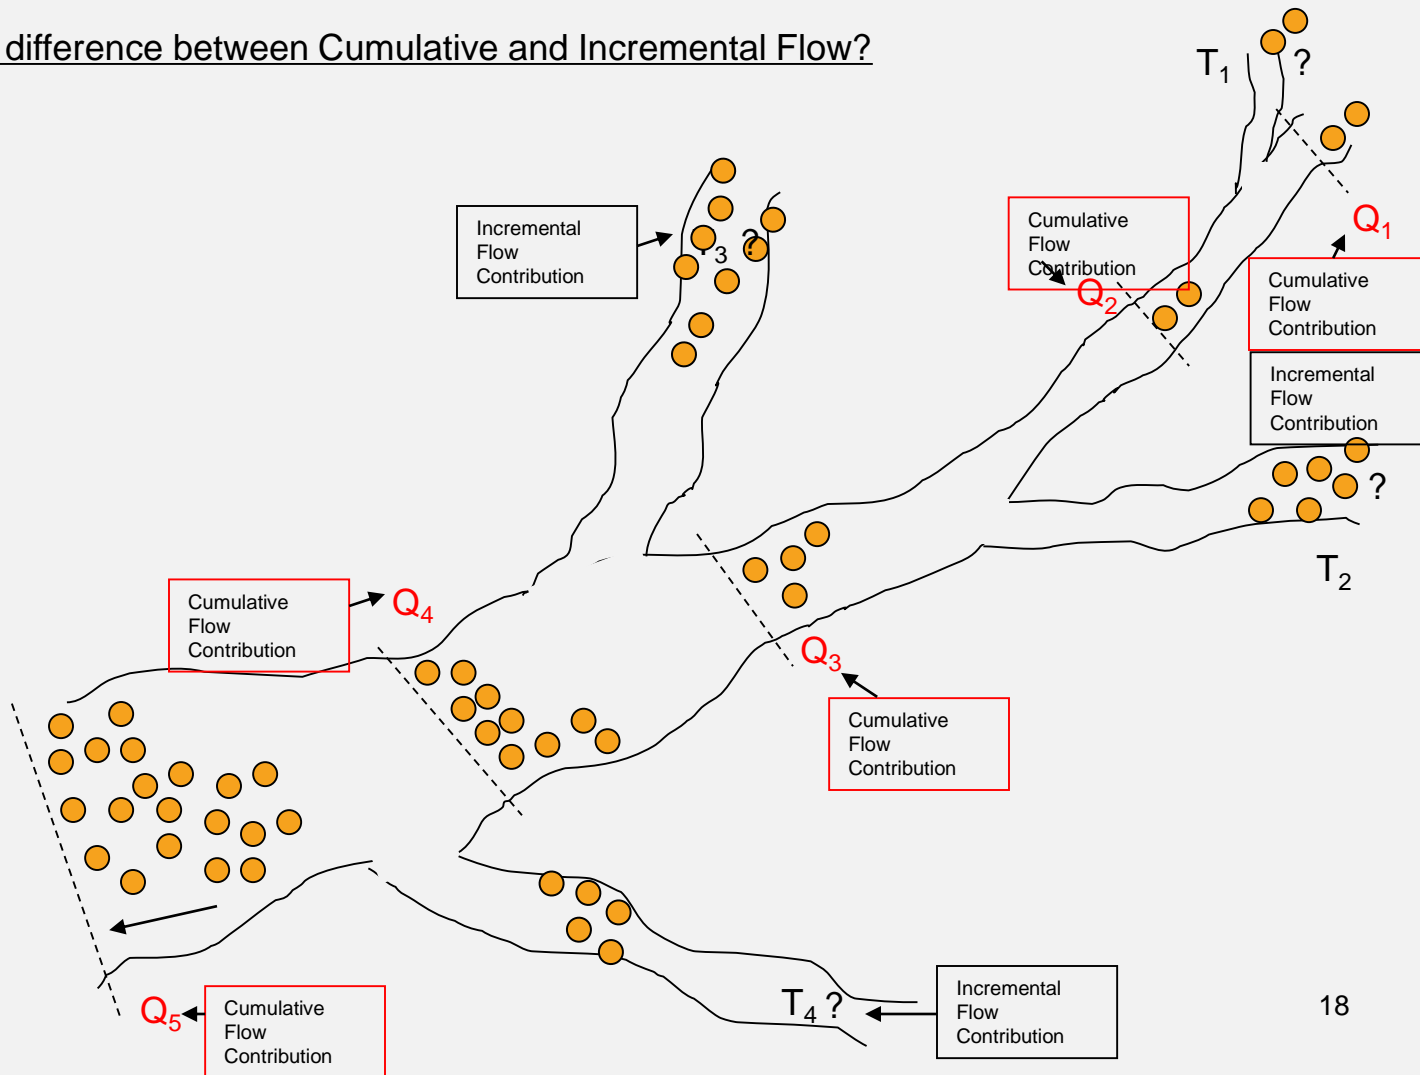 difference between Cumulative and Incremental Flow?
T1
?
Q1
Cumulative
Flow
Contribution
Q2
Cumulative
Flow
Contribution
Incremental
Flow
Contribution
3 ?
Incremental
Flow
Contribution
?
T2
Cumulative
Flow
Contribution
Q4
Q3
Cumulative
Flow
Contribution
T4 ?
Incremental
Flow
Contribution
Q5
Cumulative
Flow
Contribution
18